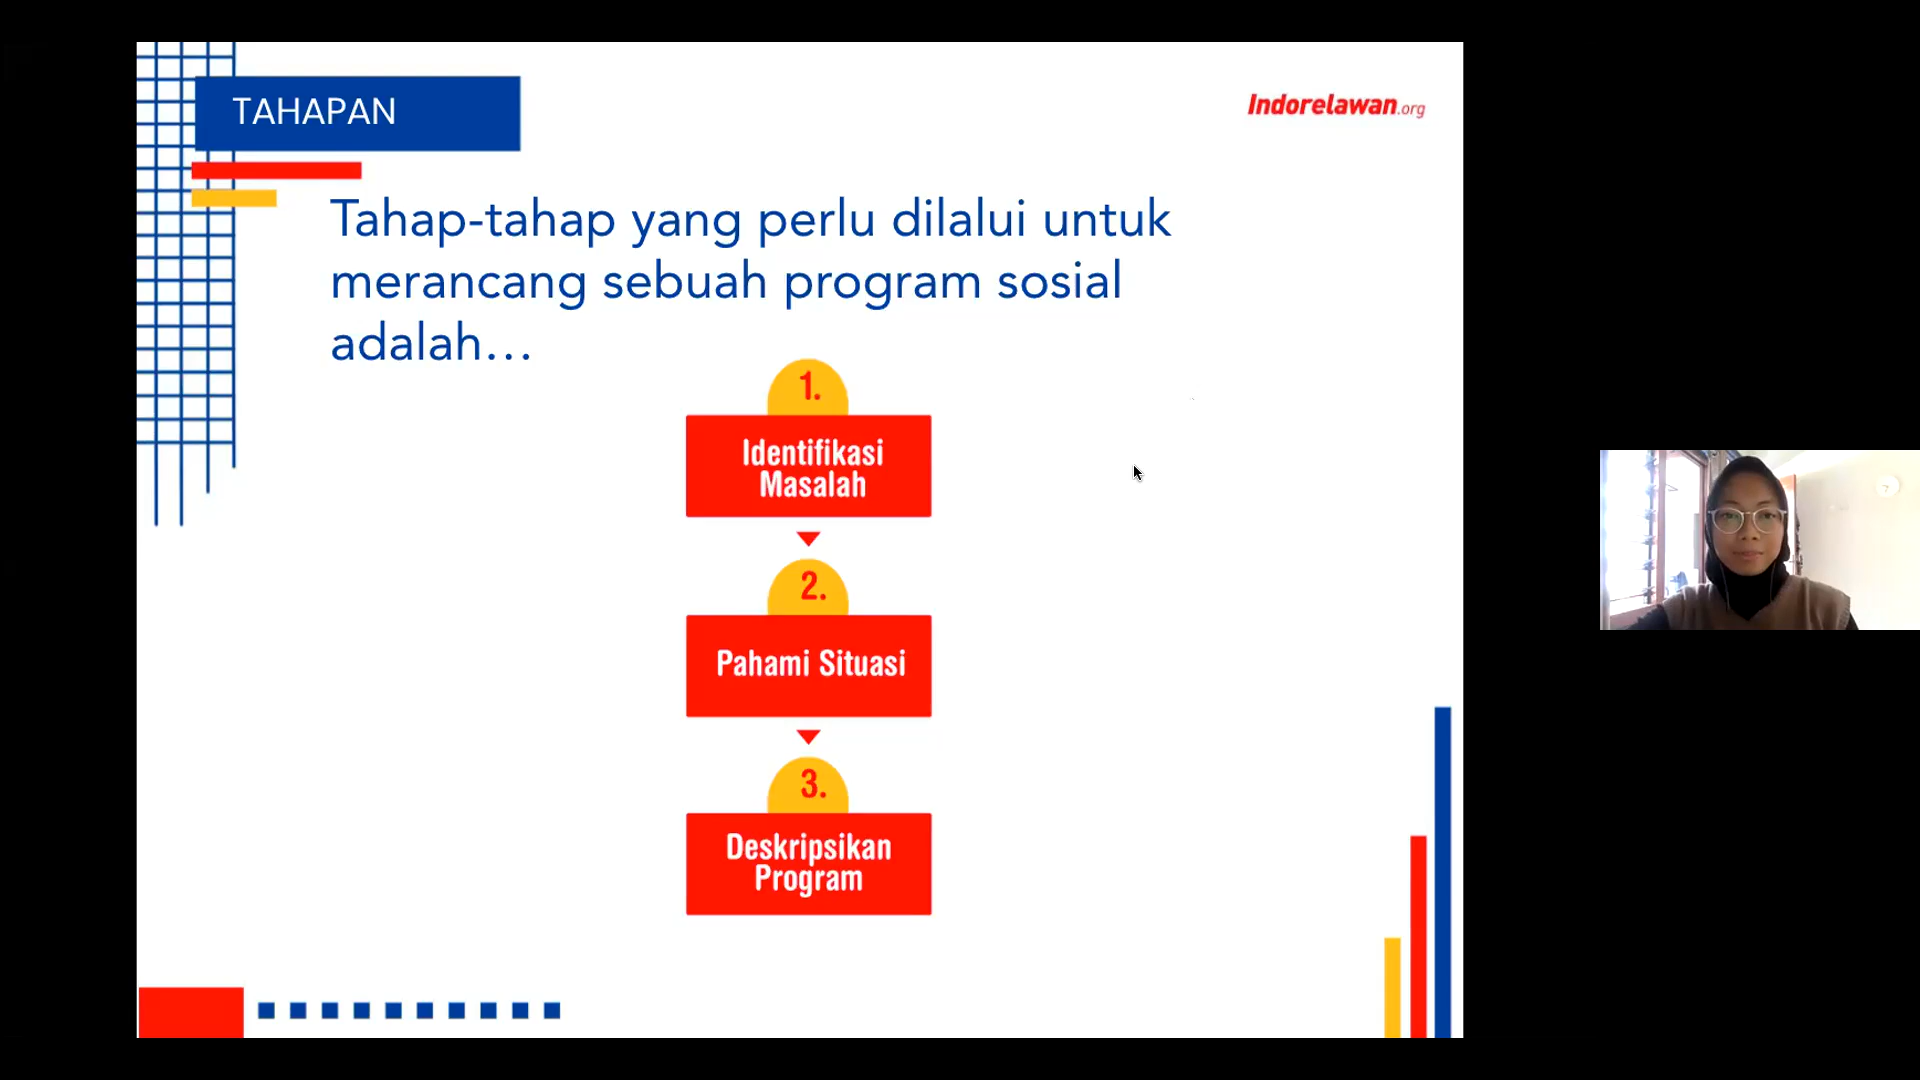 TAHAPAN
Indorelawan.org
Tahap-tahap yang perlu dilalui untuk
merancang sebuah program sosial
adalah...
1.
Identifikasi
Masalah
2.
Pahami Situasi
3.
Deskripsikan
Program